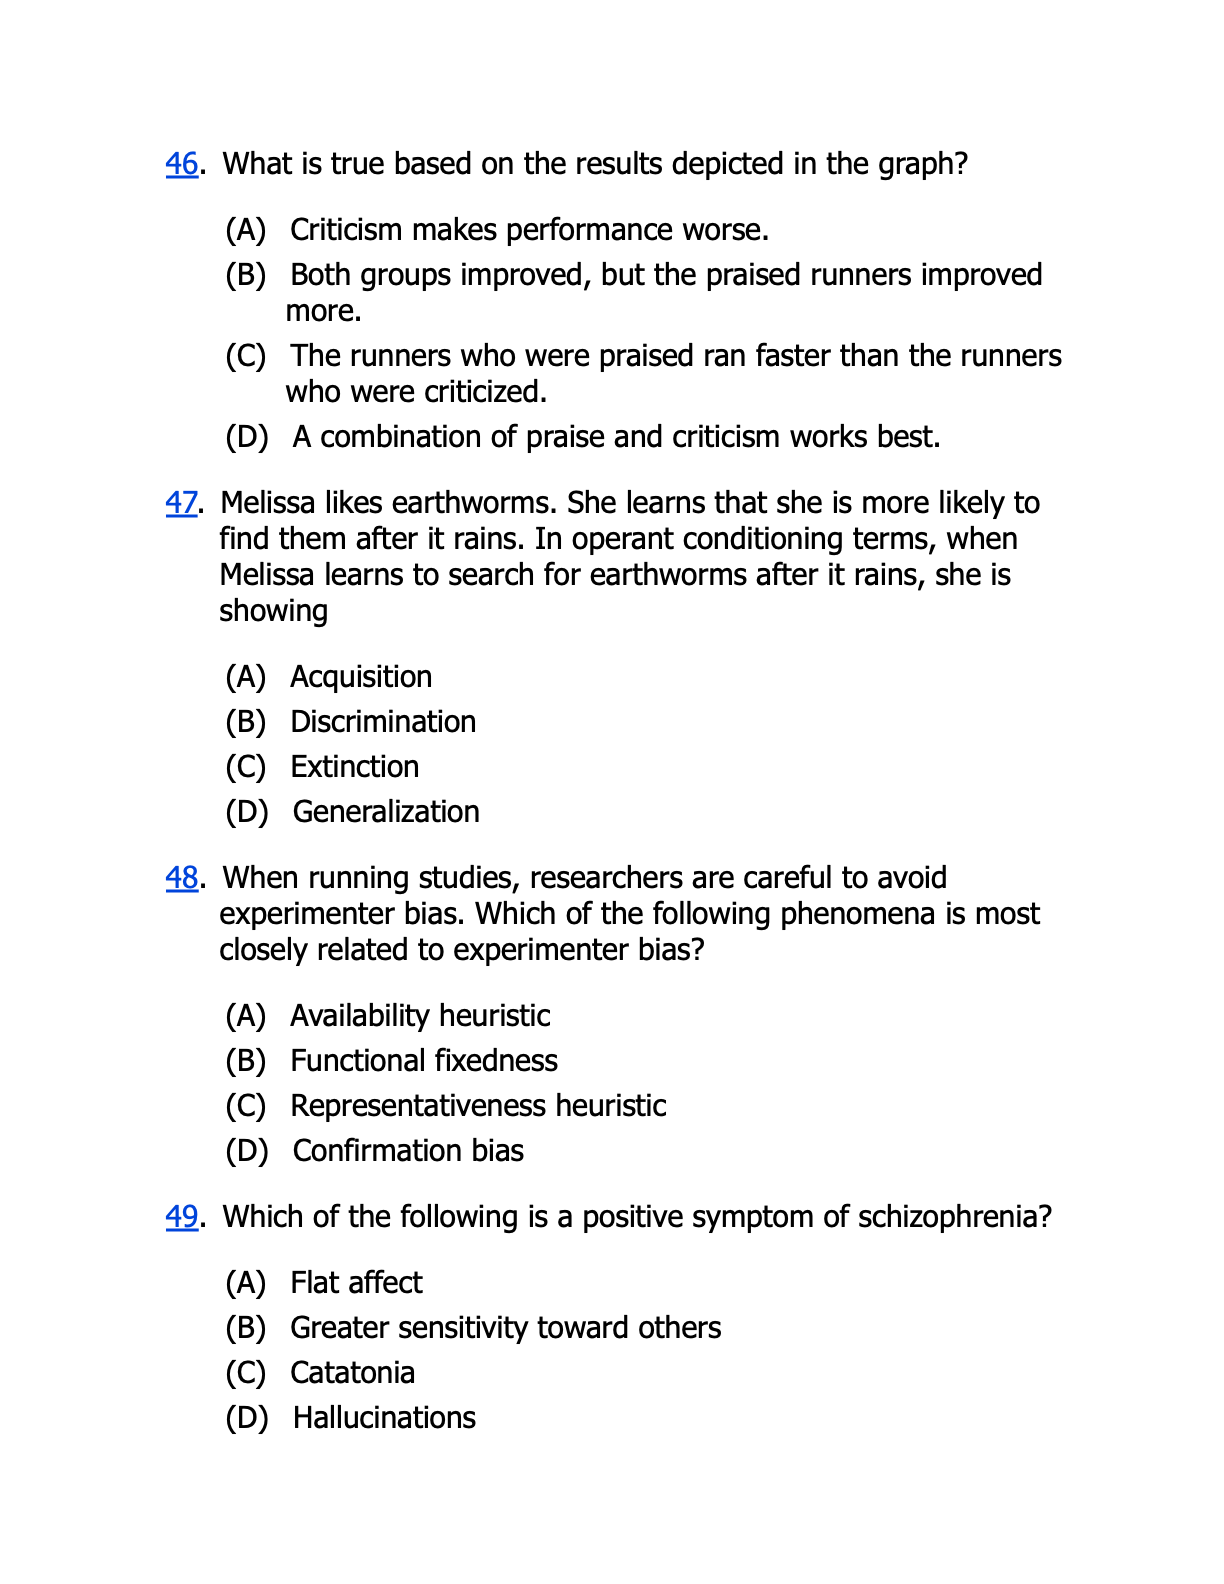 46. What is true based on the results depicted in the graph?
(A) Criticism makes performance worse.
(B) Both groups improved, but the praised runners improved
more.
(C) The runners who were praised ran faster than the runners
who were criticized.
(D) A combination of praise and criticism works best.
47. Melissa likes earthworms. She learns that she is more likely to
find them after it rains. In operant conditioning terms, when
Melissa learns to search for earthworms after it rains, she is
showing
(A) Acquisition
(B) Discrimination
(C) Extinction
(D) Generalization
48. When running studies, researchers are careful to avoid
experimenter bias. Which of the following phenomena is most
closely related to experimenter bias?
(A) Availability heuristic
(B) Functional fixedness
(C) Representativeness heuristic
(D) Confirmation bias
49. Which of the following is a positive symptom of schizophrenia?
(A) Flat affect
(B) Greater sensitivity toward others
(C) Catatonia
(D) Hallucinations